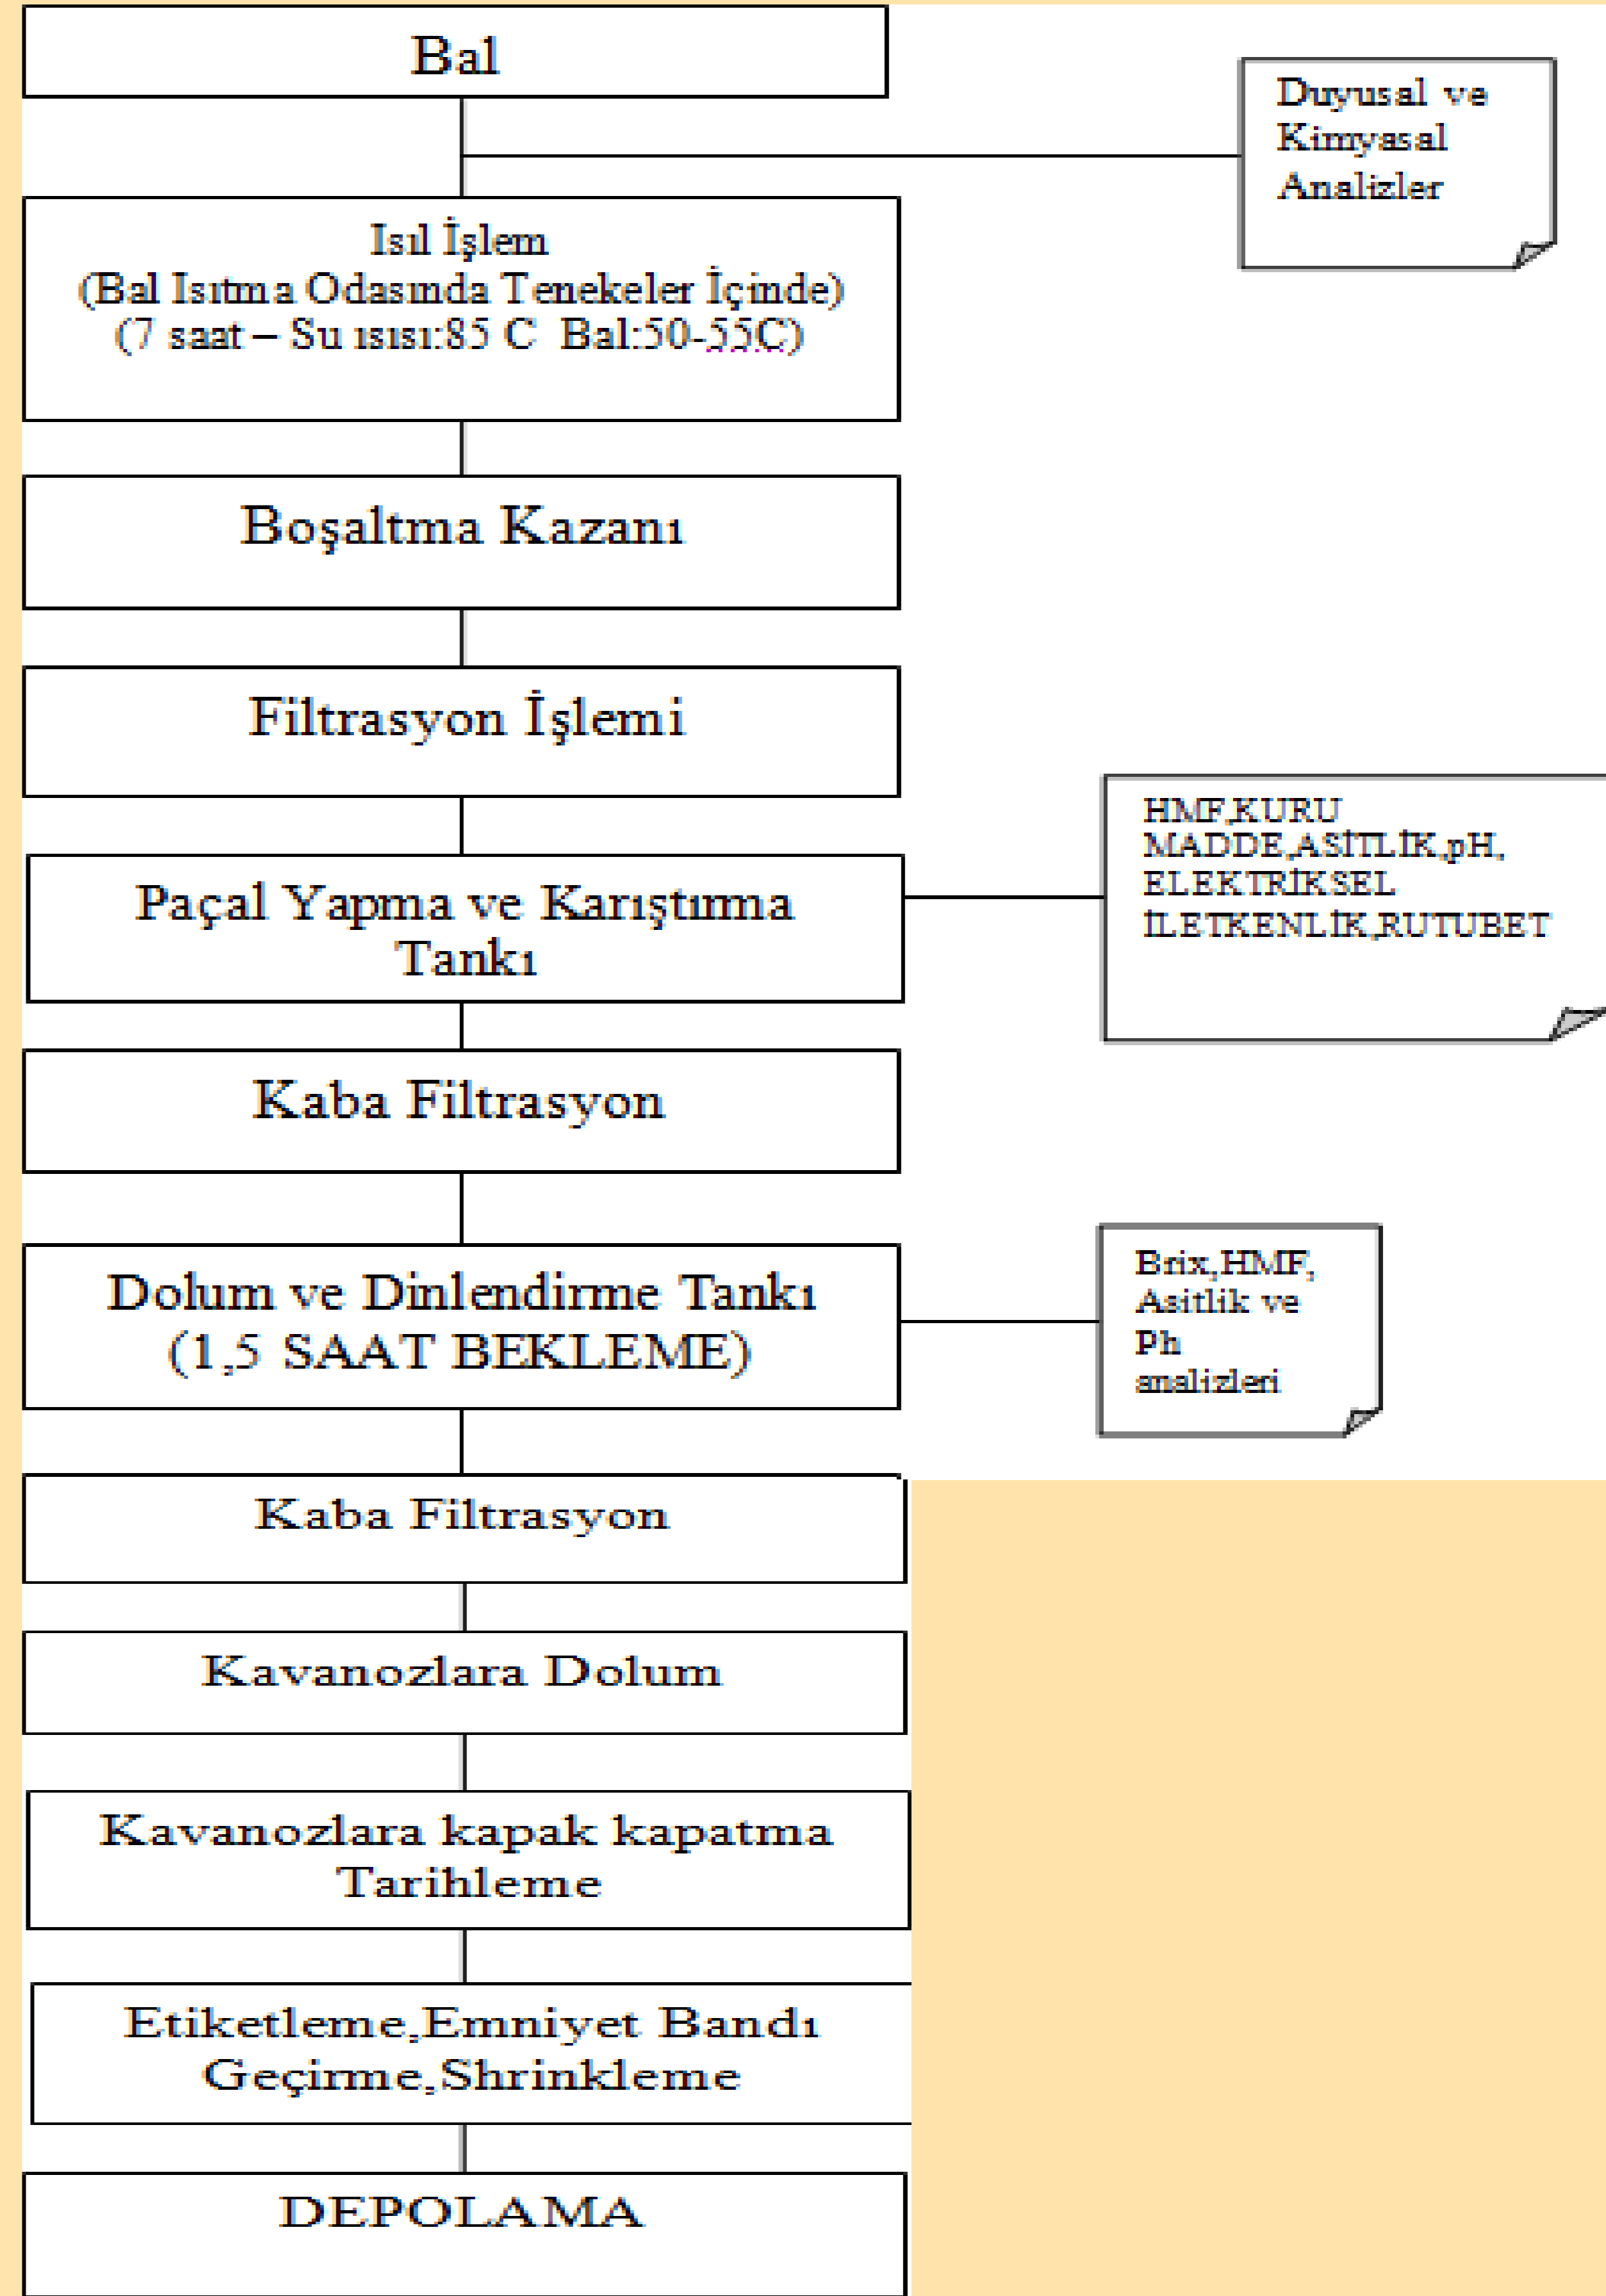 Bal
Duyusal ve
Kimyasal
Analizler
Isıl İşlem
(Bal Isıtma Odasında Tenekeler İçinde)
(7 saat – Su ısısı:85 C  Bal:50-55C)
Boşaltma Kazanı
Filtrasyon İşlemi
Paçal Yapma ve Karıştırma
Tankı
HMF,KURU
MADDE,ASİTLİK,pH,
ELEKTRİKSEL
İLETKENLİK,RUTUBET
Kaba Filtrasyon
Dolum ve Dinlendirme Tankı
(1,5 SAAT BEKLEME)
Brix,HMF,
Asitlik ve
Ph
analizleri
Kaba Filtrasyon
Kavanozlara Dolum
Kavanozlara kapak kapatma
Tarihleme
Etiketleme,Emniyet Bandı
Geçirme,Shrinkleme
DEPOLAMA